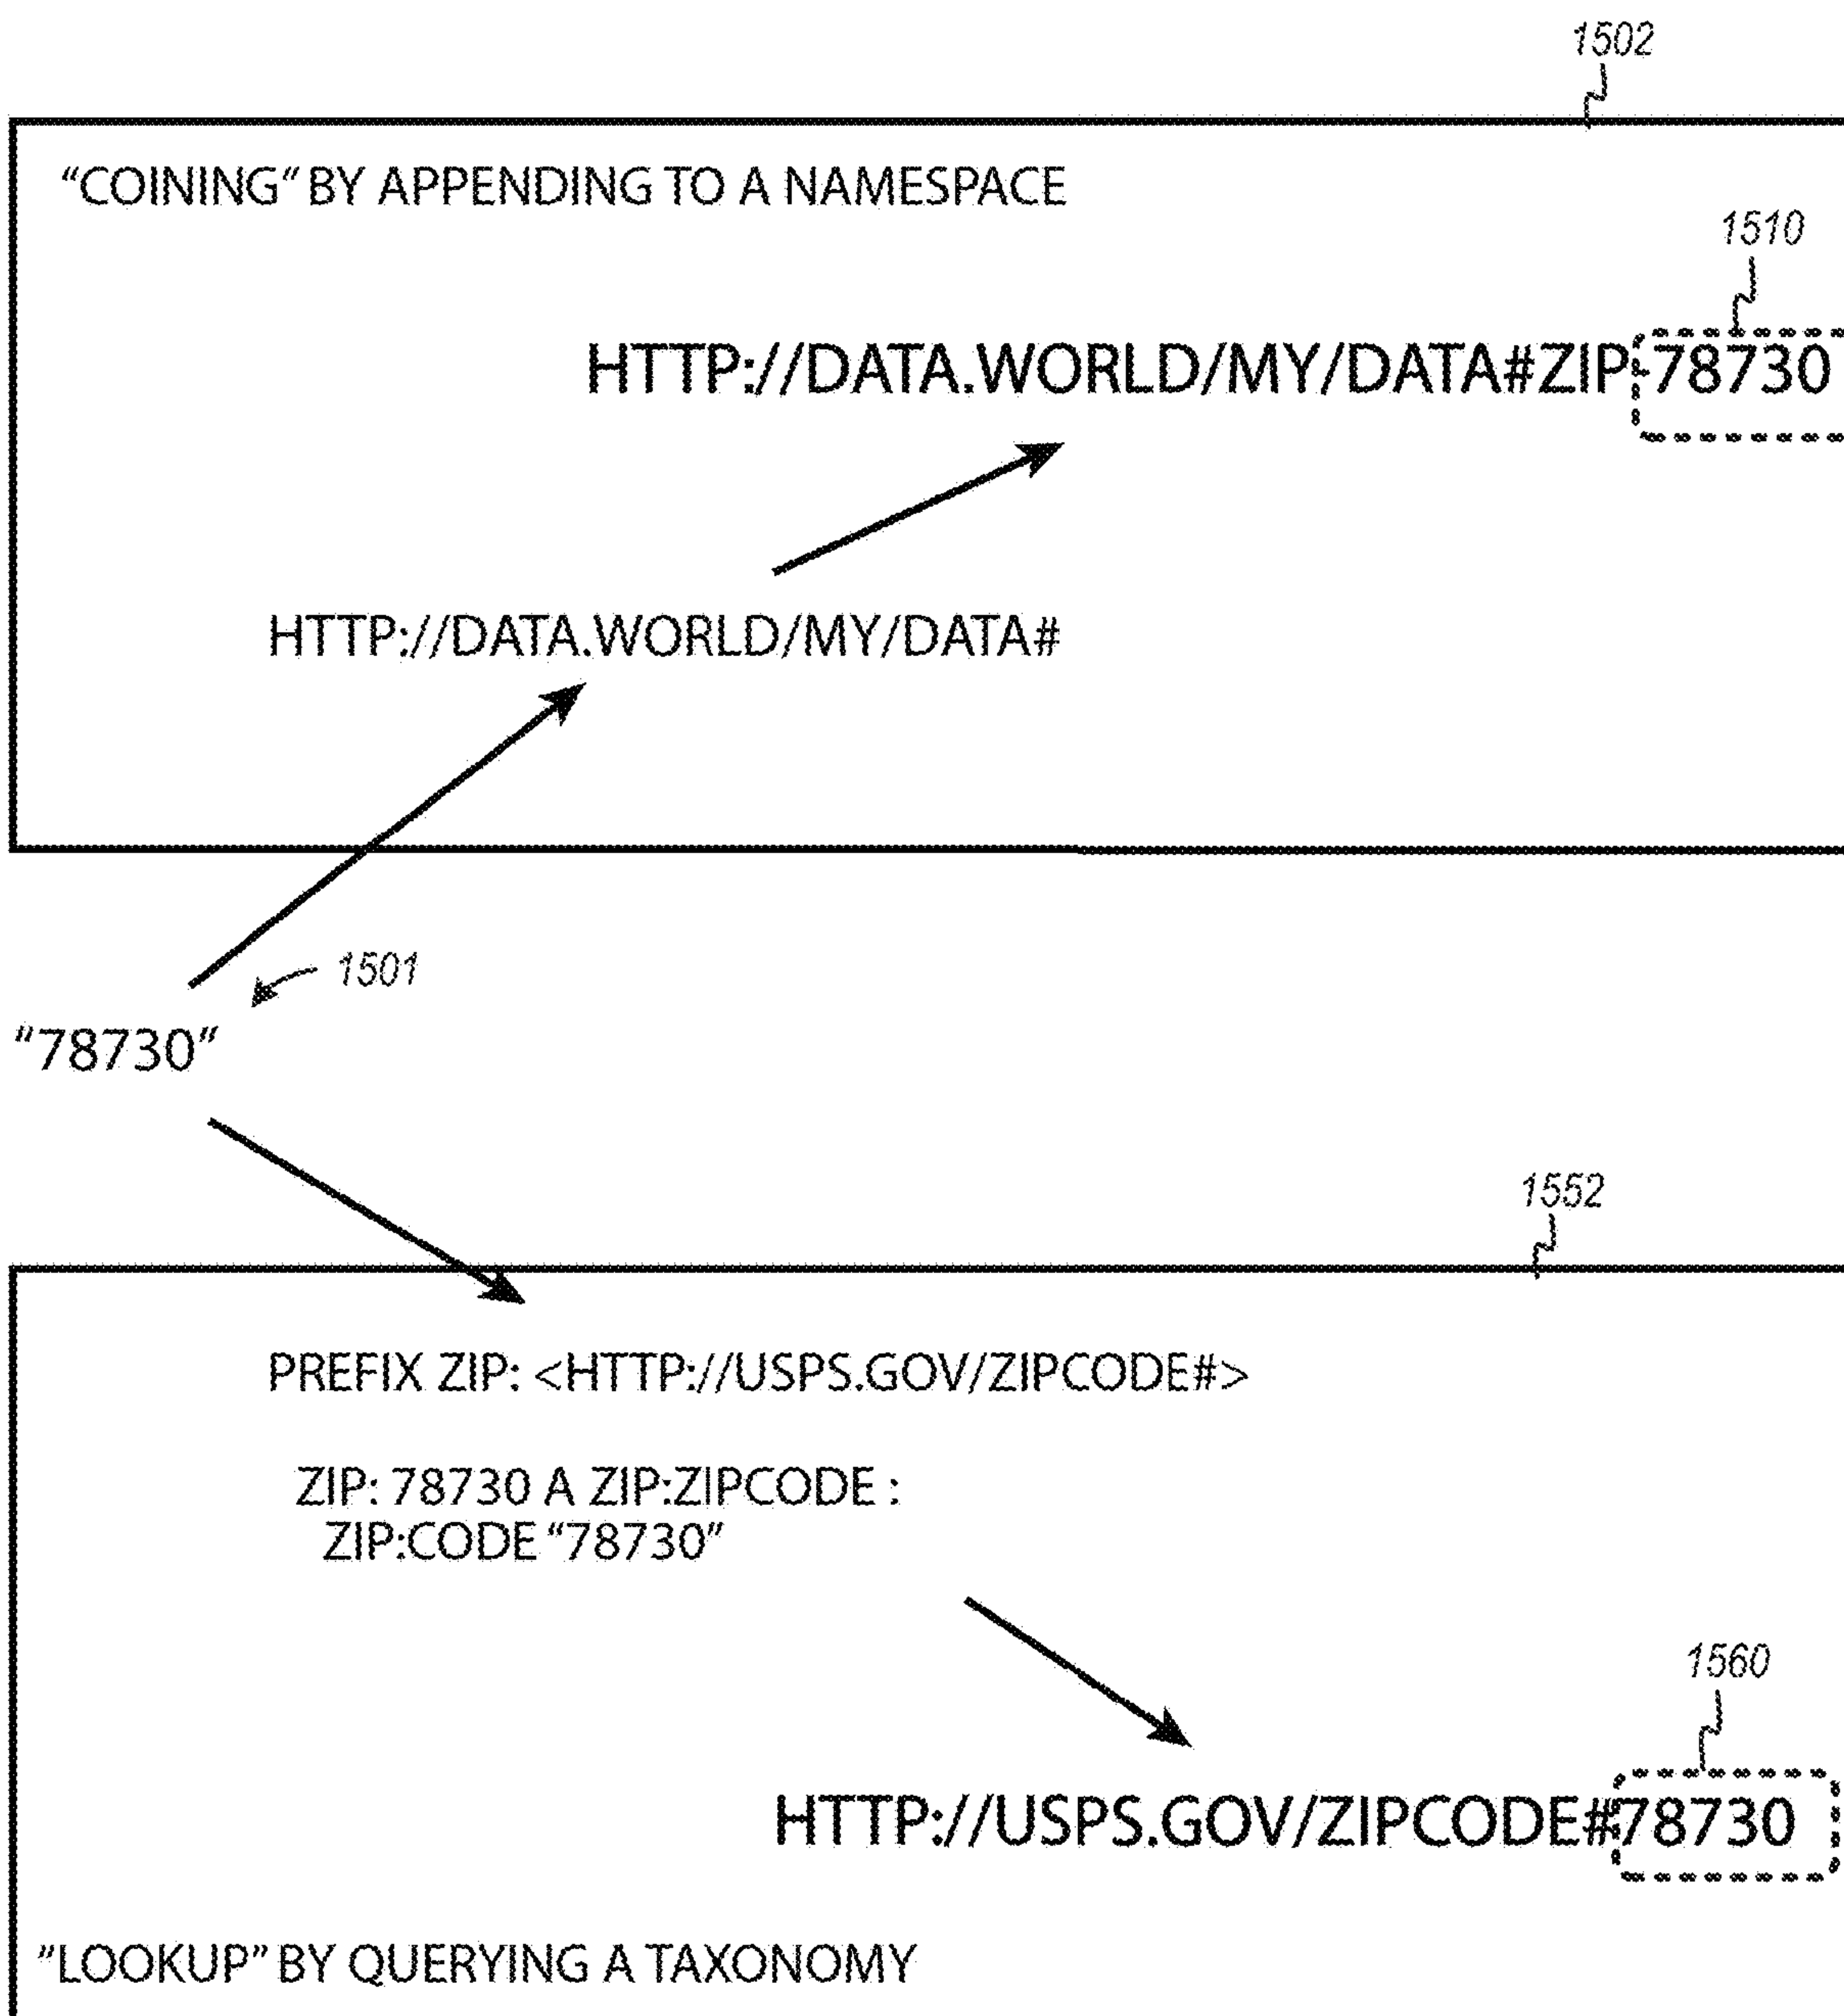 1502
“COINING” BY APPENDING TO A NAMESPACE
1510
HTTP://DATA.WORLD/MY/DATA#ZIP-78730
HTTP://DATA.WORLD/MY/DATA#
1501
"78730"
1552
PREFIX ZIP: <HTTP://USPS.GOV/ZIPCODE#>
ZIP: 78730 A ZIP:ZIPCODE :
ZIP:CODE “78730”
1560
HTTP://USPS.GOV/ZIPCODE#78730
"LOOKUP" BY QUERYING A TAXONOMY